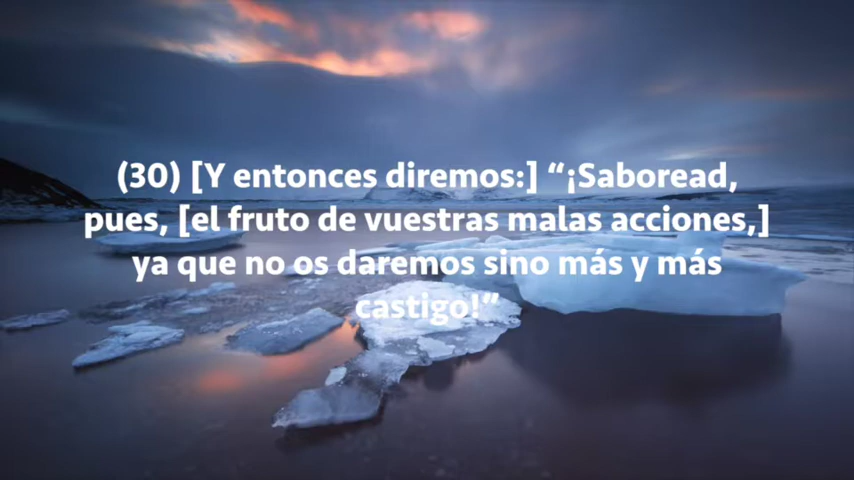 (30) [Y entonces diremos:] “¡Saboread,
pues, [el fruto de vuestras malas acciones,]
ya que no os daremos sino más y más
castigo!”